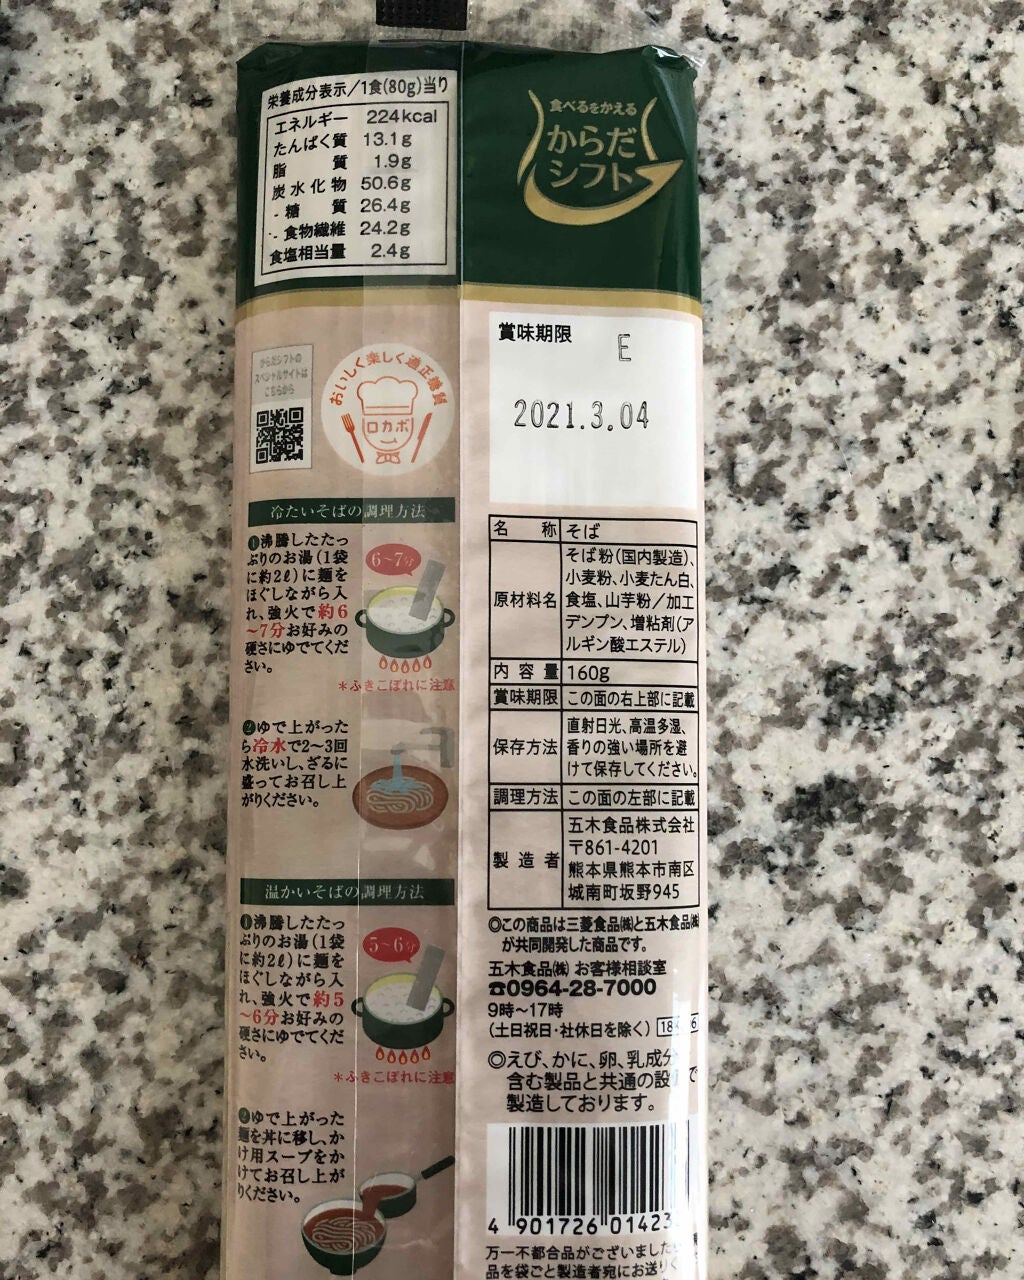 栄養成分表示/1食(80g)当り
エネルギー 224kcal
たんぱく質 13.1g
脂質 1.9g
炭水化物 50.6g
- 糖質 26.4g
-- 食物繊維 24.2g
食塩相当量 2.4g
食べるをかえる
からだ
シフト
からだシフトの
スペシャルサイトは
こちらから
おいしく楽しく適正糖質
ロカボ
冷たいそばの調理方法
❶沸騰したたっ
ぷりのお湯(1袋
に約2ℓ)に麺を
ほぐしながら入
れ、強火で約6
~7分お好みの
硬さにゆでてくだ
さい。
6~7分
*ふきこぼれに注意
❷ゆで上がった
ら冷水で2~3回
水洗いし、ざるに
盛ってお召し上
がりください。
温かいそばの調理方法
❶沸騰したたっ
ぷりのお湯(1袋
に約2ℓ)に麺を
ほぐしながら入
れ、強火で約5
~6分お好みの
硬さにゆでてくだ
さい。
5~6分
*ふきこぼれに注意
❷ゆで上がった
麺を丼に移し、か
け用スープをか
けてお召し上が
りください。
賞味期限
E
2021.3.04
名称 そば
原材料名 そば粉(国内製造)、
小麦粉、小麦たん白、
食塩、山芋粉/加工
デンプン、増粘剤(ア
ルギン酸エステル)
内容量 160g
賞味期限 この面の右上部に記載
保存方法 直射日光、高温多湿、
香りの強い場所を避
けて保存してください。
調理方法 この面の左部に記載
製造者 五木食品株式会社
〒861-4201
熊本県熊本市南区
城南町坂野945
◎この商品は三菱食品㈱と五木食品㈱
が共同開発した商品です。
五木食品㈱ お客様相談室
☎0964-28-7000
9時~17時
(土日祝日・社休日を除く)
◎えび、かに、卵、乳成分
含む製品と共通の設 で
製造しております。
4 901726 01423
万一不都合品がございました
品を袋ごと製造者宛にお送りく